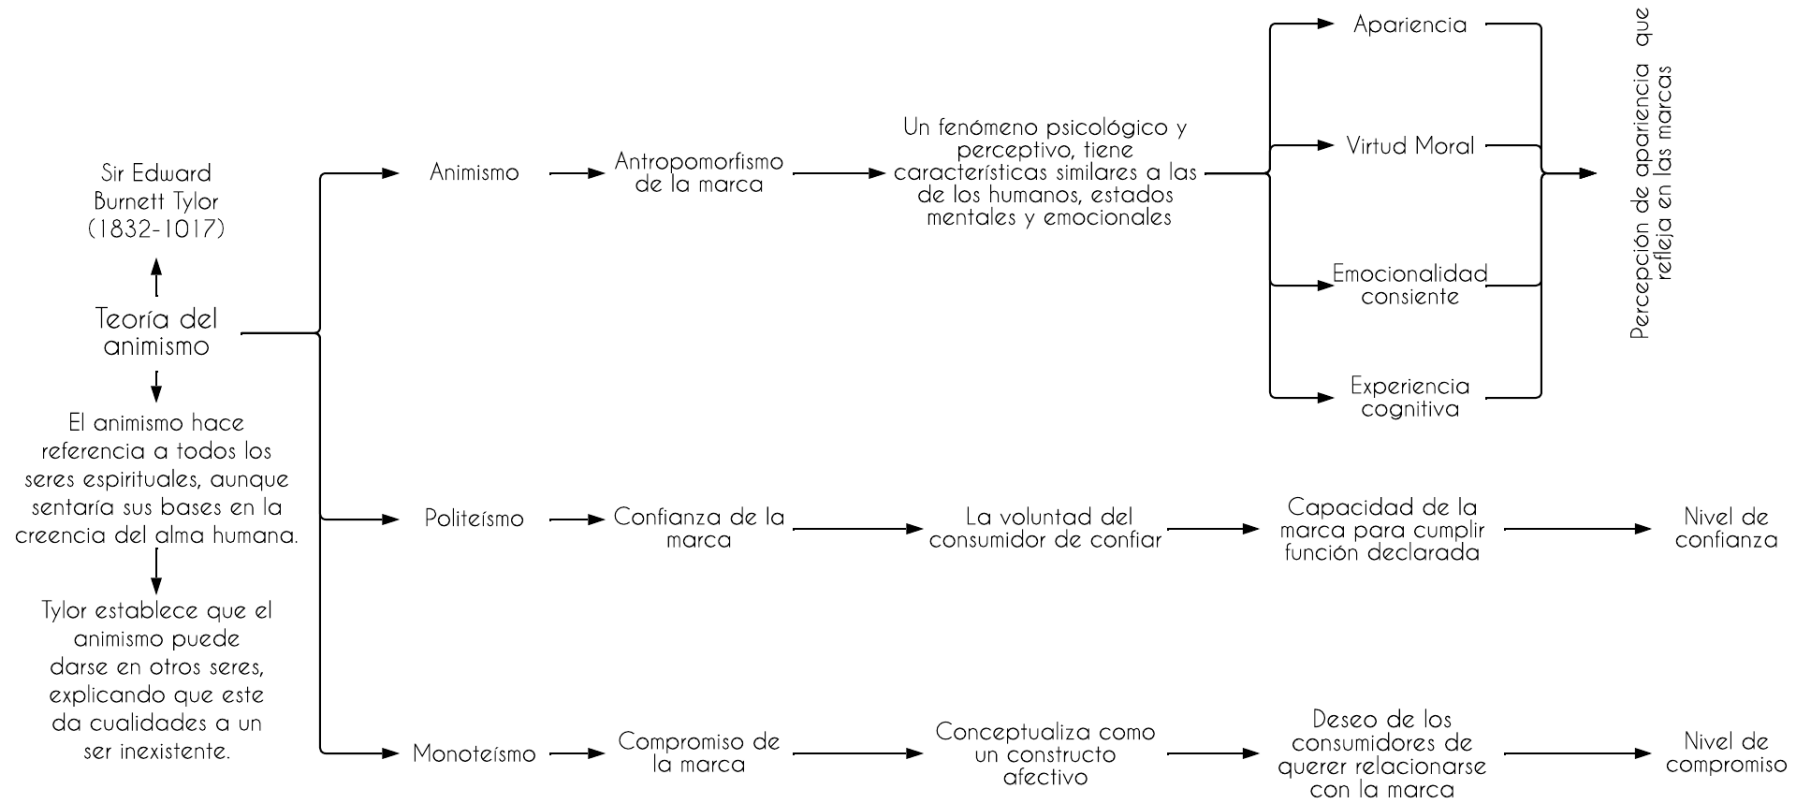 Sir Edward
Burnett Tylor
(1832-1017)
Teoría del
animismo
El animismo hace
referencia a todos los
seres espirituales, aunque
sentaría sus bases en la
creencia del alma humana.
Tylor establece que el
animismo puede
darse en otros seres,
explicando que este
da cualidades a un
ser inexistente.
Animismo
Antropomorfismo
de la marca
Un fenómeno psicológico y
perceptivo, tiene
características similares a las
de los humanos, estados
mentales y emocionales
Apariencia
Virtud Moral
Emocionalidad
consiente
Experiencia
cognitiva
Percepción de apariencia que
refleja en las marcas
Politeísmo
Confianza de la
marca
La voluntad del
consumidor de confiar
Capacidad de la
marca para cumplir
función declarada
Nivel de
confianza
Monoteísmo
Compromiso de
la marca
Conceptualiza como
un constructo
afectivo
Deseo de los
consumidores de
querer relacionarse
con la marca
Nivel de
compromiso